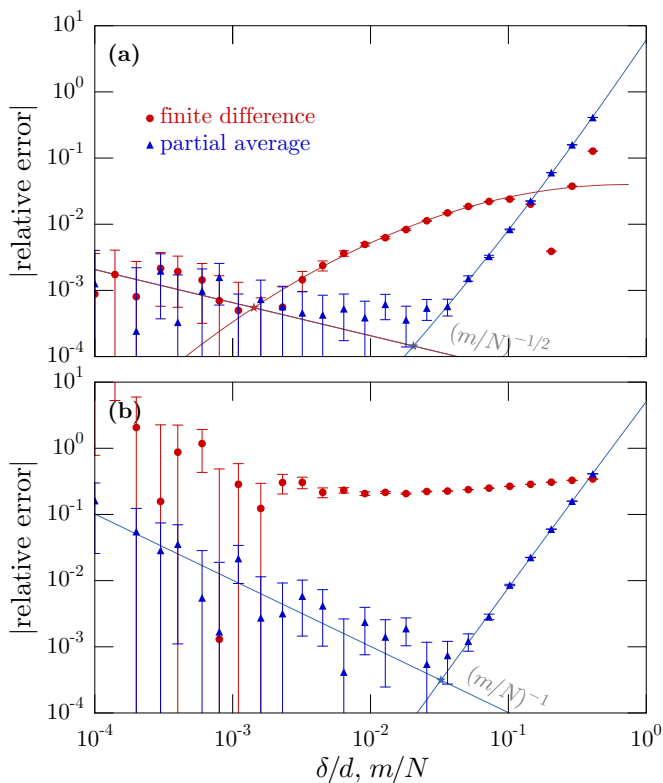 10^1
(a)
10^0
finite difference
10^-1
partial average
|relative error|
10^-2
10^-3
(m/N)^-1/2
10^-4
10^1
(b)
10^0
10^-1
|relative error|
10^-2
10^-3
(m/N)^-1
10^-4
10^-4 10^-3 10^-2 10^-1 10^0
δ/d, m/N